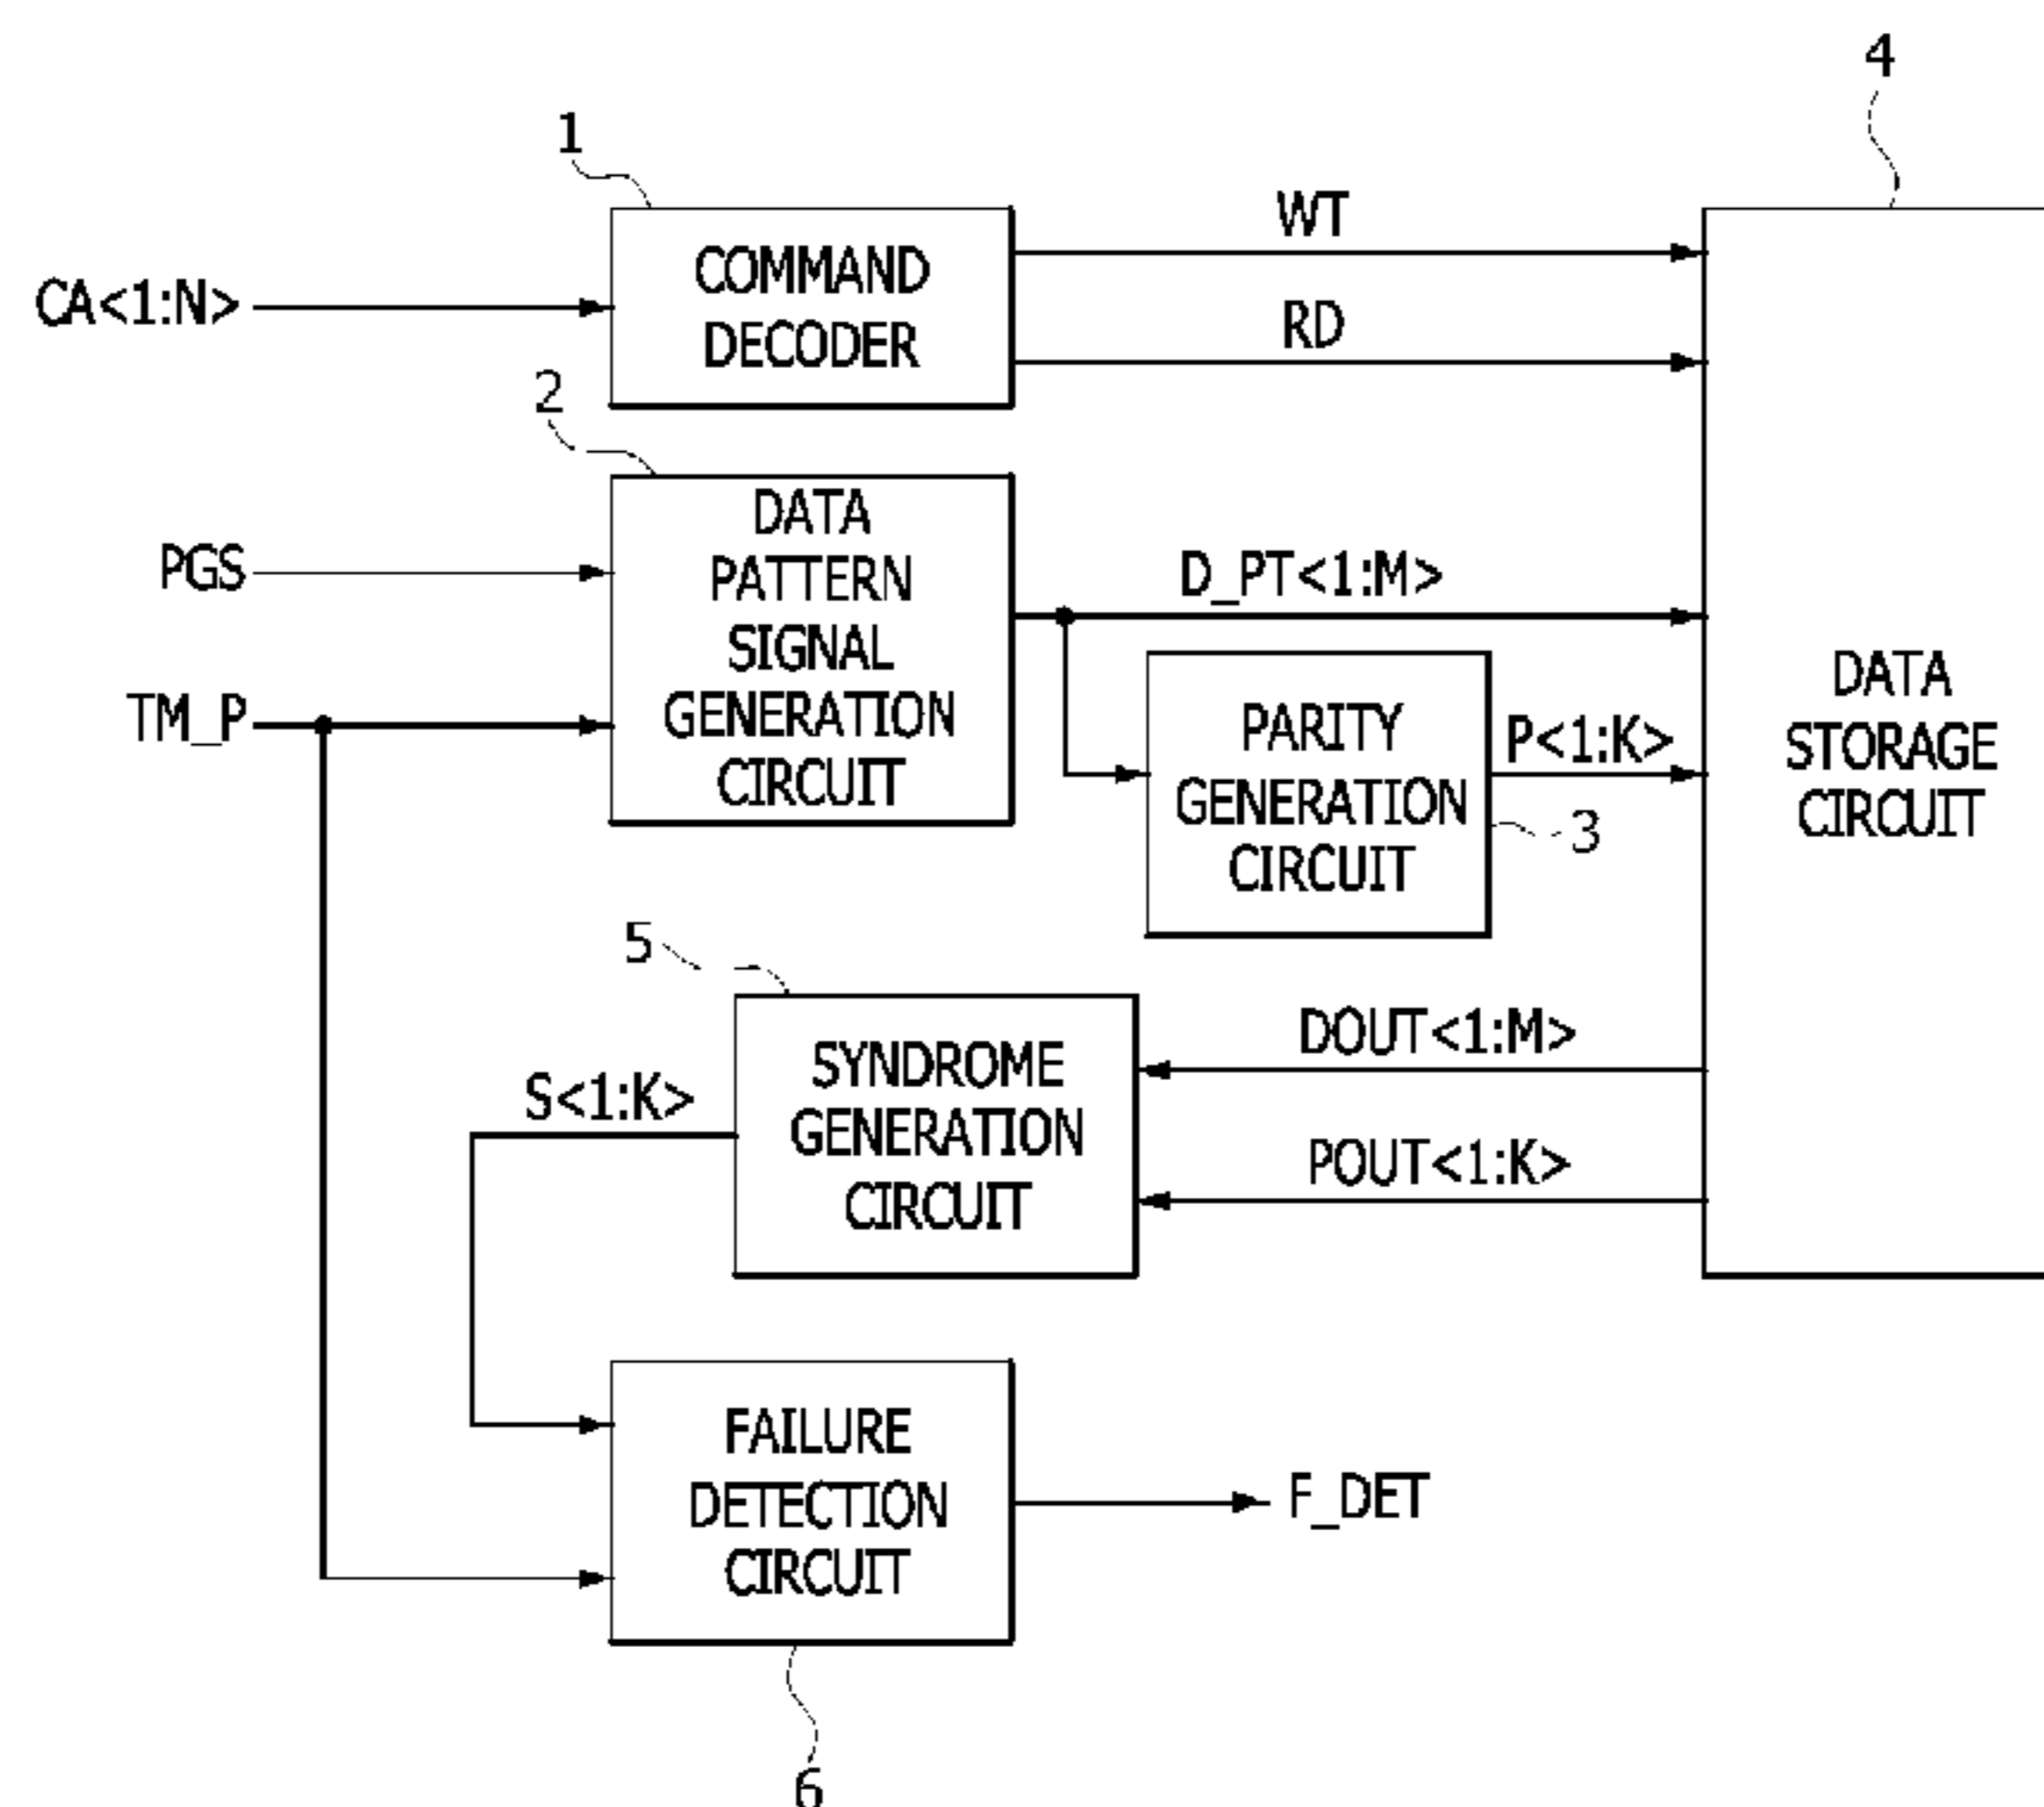 4
1
WT
COMMAND
DECODER
CA<1:N>
RD
2
DATA
PATTERN
SIGNAL
GENERATION
CIRCUIT
PGS
D_PT<1:M>
TM_P
PARITY
GENERATION
CIRCUIT
P<1:K>
3
DATA
STORAGE
CIRCUIT
5
SYNDROME
GENERATION
CIRCUIT
DOUT<1:M>
S<1:K>
POUT<1:K>
FAILURE
DETECTION
CIRCUIT
F_DET
6